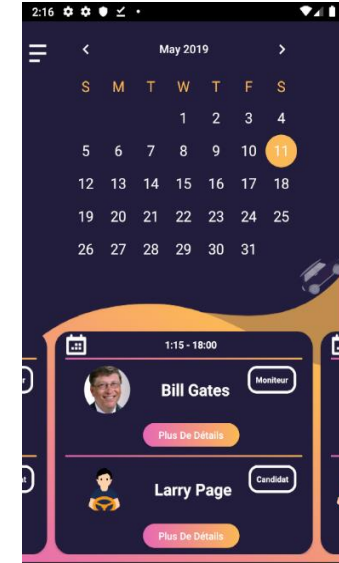 2:16
May 2019
S M T W T F S
1 2 3 4
5 6 7 8 9 10 11
12 13 14 15 16 17 18
19 20 21 22 23 24 25
26 27 28 29 30 31
1:15 - 18:00
Bill Gates
Moniteur
Plus De Détails
Larry Page
Candidat
Plus De Détails